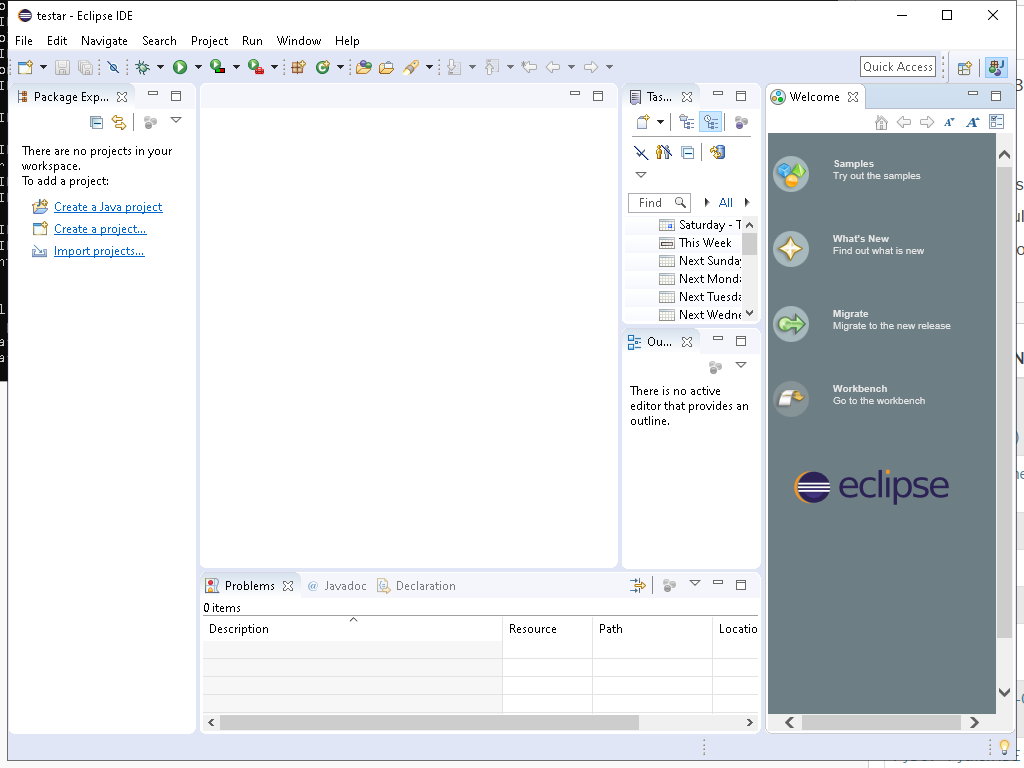 testar - Eclipse IDE
File Edit Navigate Search Project Run Window Help
Quick Access
Package Exp...
There are no projects in your
workspace.
To add a project:
Create a Java project
Create a project...
Import projects...
Tas...
Find
All
Saturday - T
This Week
Next Sunday
Next Monda
Next Tuesda
Next Wedne
Ou...
There is no active
editor that provides an
outline.
Welcome
Samples
Try out the samples
What's New
Find out what is new
Migrate
Migrate to the new release
Workbench
Go to the workbench
eclipse
Problems @ Javadoc Declaration
0 items
Description Resource Path Locatio